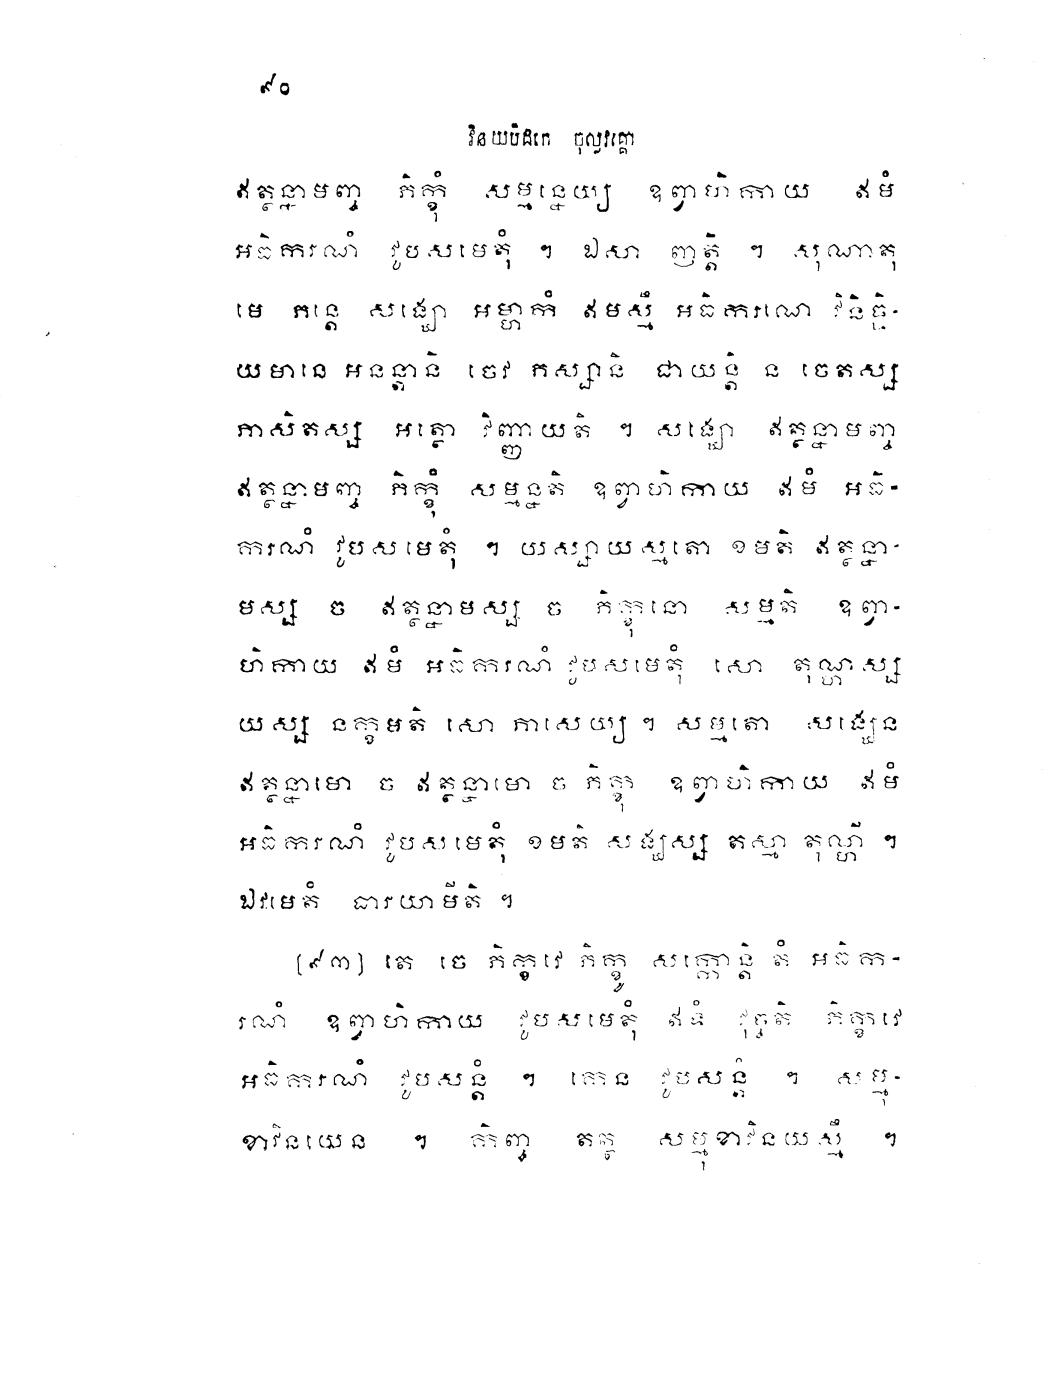 ៩០
វិនយបិដកេ ចុល្លវគ្គោ
ឥត្ថន្នាមញ្ច ភិក្ខុំ សម្មន្នេយ្យ ឧព្វាហិកាយ ឥមំ
អធិករណំ វូបសមេតុំ ។ ឯសា ញត្តិ ។ សុណាតុ
មេ ភន្តេ សង្ឃោ អម្ហាកំ ឥមស្មឹ អធិករណេ វិនិច្ឆិ-
យមានេ អនន្តានិ ចេវ ភស្សានិ ជាយន្តិ ន ចេតស្ស
ភាសិតស្ស អត្ថោ វិញ្ញាយតិ ។ សង្ឃោ ឥត្ថន្នាមញ្ច
ឥត្ថន្នាមញ្ច ភិក្ខុំ សម្មន្នតិ ឧព្វាហិកាយ ឥមំ អធិ-
ករណំ វូបសមេតុំ ។ យស្សាយស្មតោ ខមតិ ឥត្ថន្នា-
មស្ស ច ឥត្ថន្នាមស្ស ច ភិក្ខុនោ សម្មតិ ឧព្វា-
ហិកាយ ឥមំ អធិករណំ វូបសមេតុំ សោ តុណ្ហស្ស
យស្ស នក្ខមតិ សោ ភាសេយ្យ ។ សម្មតោ សង្ឃេន
ឥត្ថន្នាមោ ច ឥត្ថន្នាមោ ច ភិក្ខុ ឧព្វាហិកាយ ឥមំ
អធិករណំ វូបសមេតុំ ខមតិ សង្ឃស្ស តស្មា តុណ្ហី ។
ឯវមេតំ ធារយាមីតិ ។
[៩៣] តេ ចេ ភិក្ខវេ ភិក្ខូ សក្កោន្តិ តំ អធិក-
រណំ ឧព្វាហិកាយ វូបសមេតុំ ឥទំ វុច្ចតិ ភិក្ខវេ
អធិករណំ វូបសន្តំ ។ កេន វូបសន្តំ ។ សម្មុ-
ខាវិនយេន ។ កិញ្ច តត្ថ សម្មុខាវិនយស្មឹ ។